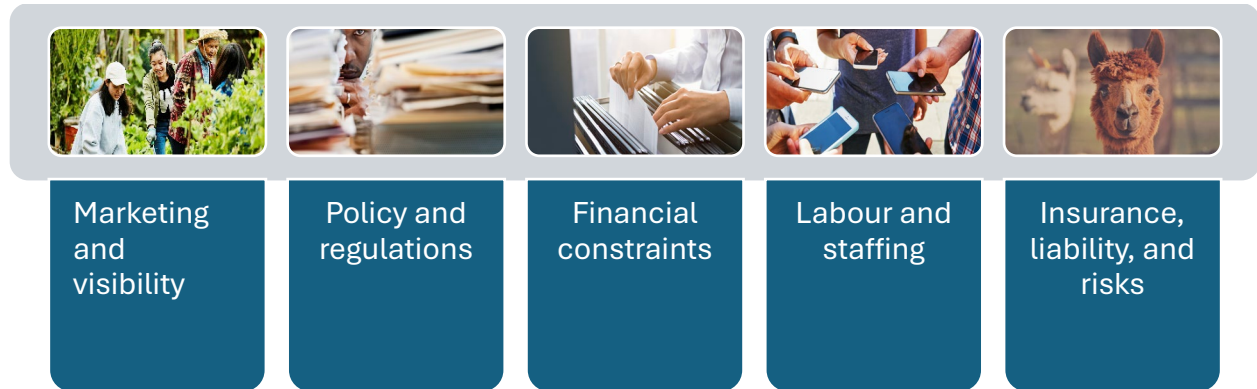 Marketing
and
visibility
Policy and
regulations
Financial
constraints
Labour and
staffing
Insurance,
liability, and
risks